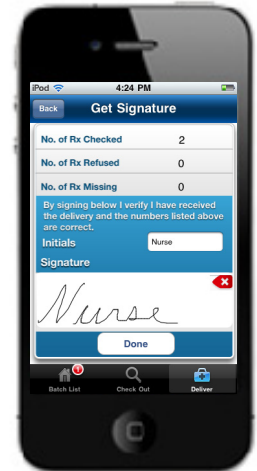 iPod 4:24 PM
Back Get Signature
No. of Rx Checked 2
No. of Rx Refused 0
No. of Rx Missing 0
By signing below I verify I have received
the delivery and the numbers listed above
are correct.
Initials Nurse
Signature
Nurse
Done
1
Batch List Check Out Deliver